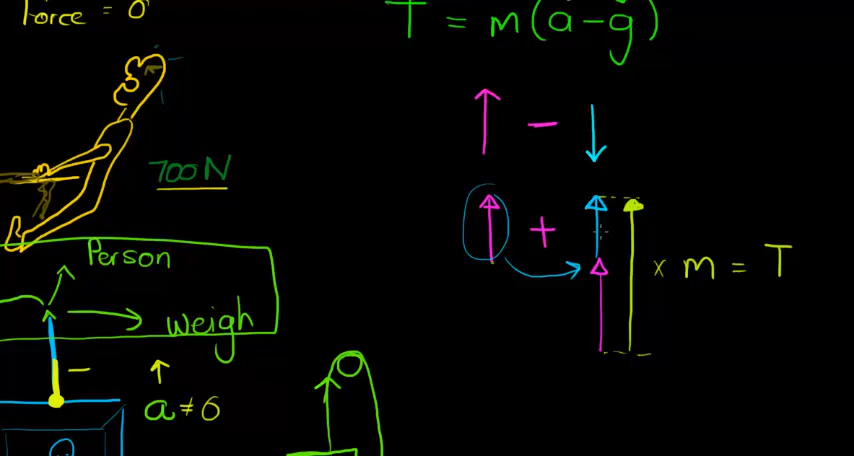 Force = 0
T = m(a - g)
700 N
Person
Weigh
a ≠ 0
-
+
× m = T